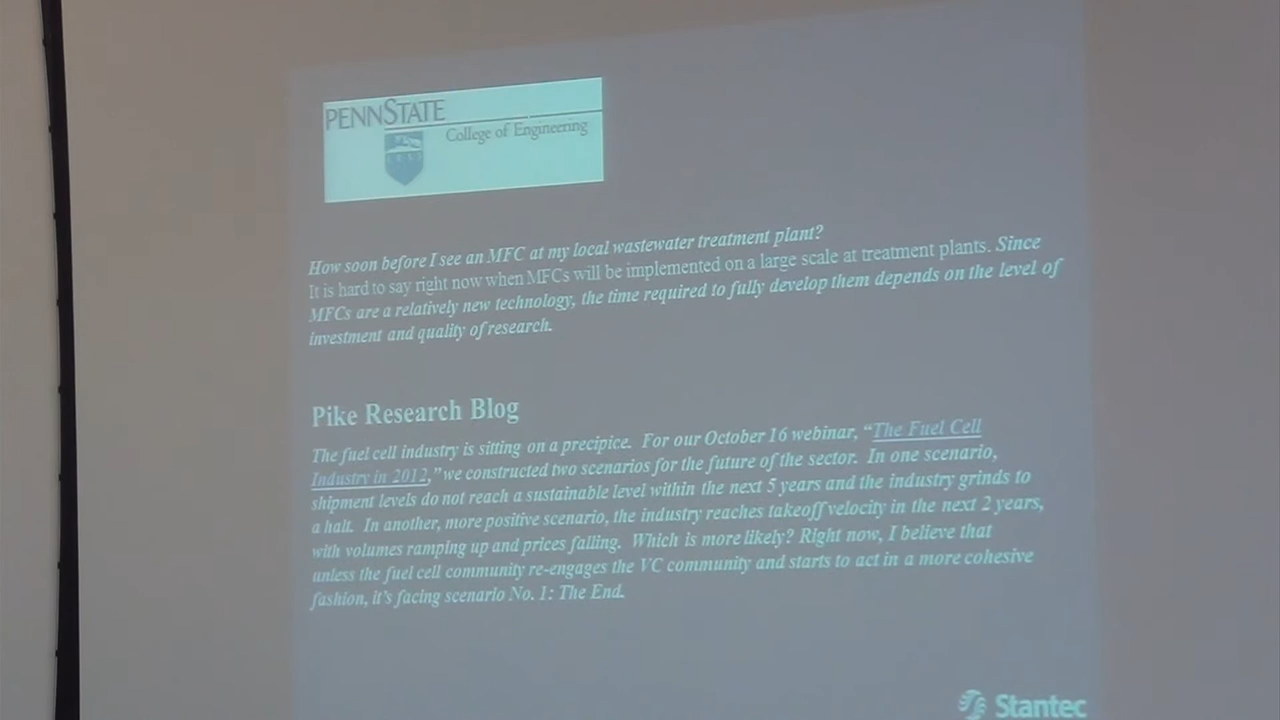 PENNSTATE
College of Engineering
How soon before I see an MFC at my local wastewater treatment plant?
It is hard to say right now when MFCs will be implemented on a large scale at treatment plants. Since
MFCs are a relatively new technology, the time required to fully develop them depends on the level of
investment and quality of research.
Pike Research Blog
The fuel cell industry is sitting on a precipice. For our October 16 webinar, “The Fuel Cell
Industry in 2012,” we constructed two scenarios for the future of the sector. In one scenario,
shipment levels do not reach a sustainable level within the next 5 years and the industry grinds to
a halt. In another, more positive scenario, the industry reaches takeoff velocity in the next 2 years,
with volumes ramping up and prices falling. Which is more likely? Right now, I believe that
unless the fuel cell community re-engages the VC community and starts to act in a more cohesive
fashion, it's facing scenario No. 1: The End.
Stantec